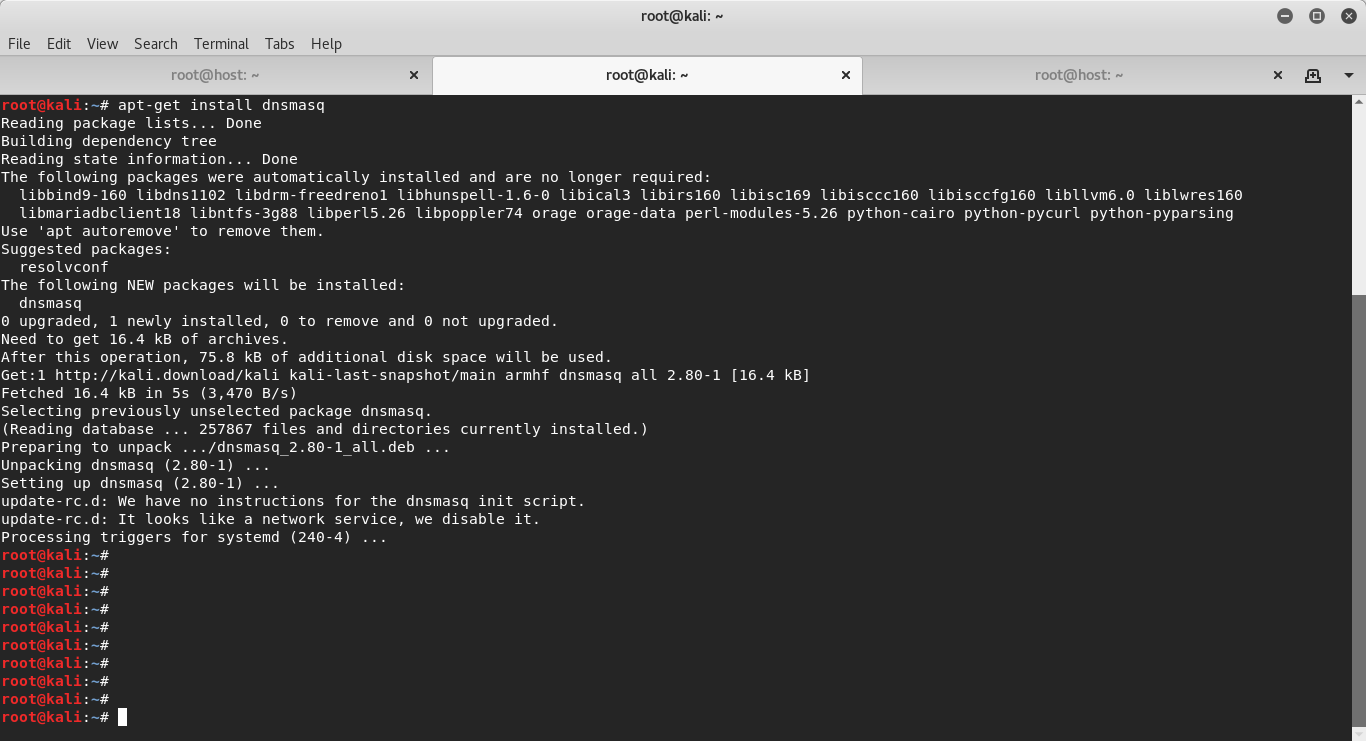 root@kali: ~
File Edit View Search Terminal Tabs Help
root@host: ~ root@kali: ~ root@host: ~
root@kali:~# apt-get install dnsmasq
Reading package lists... Done
Building dependency tree
Reading state information... Done
The following packages were automatically installed and are no longer required:
  libbind9-160 libdns1102 libdrm-freedreno1 libhunspell-1.6-0 libical3 libirs160 libisc169 libisccc160 libisccfg160 libllvm6.0 liblwres160
  libmariadbclient18 libntfs-3g88 libperl5.26 libpoppler74 orage orage-data perl-modules-5.26 python-cairo python-pycurl python-pyparsing
Use 'apt autoremove' to remove them.
Suggested packages:
  resolvconf
The following NEW packages will be installed:
  dnsmasq
0 upgraded, 1 newly installed, 0 to remove and 0 not upgraded.
Need to get 16.4 kB of archives.
After this operation, 75.8 kB of additional disk space will be used.
Get:1 http://kali.download/kali kali-last-snapshot/main armhf dnsmasq all 2.80-1 [16.4 kB]
Fetched 16.4 kB in 5s (3,470 B/s)
Selecting previously unselected package dnsmasq.
(Reading database ... 257867 files and directories currently installed.)
Preparing to unpack .../dnsmasq_2.80-1_all.deb ...
Unpacking dnsmasq (2.80-1) ...
Setting up dnsmasq (2.80-1) ...
update-rc.d: We have no instructions for the dnsmasq init script.
update-rc.d: It looks like a network service, we disable it.
Processing triggers for systemd (240-4) ...
root@kali:~#
root@kali:~#
root@kali:~#
root@kali:~#
root@kali:~#
root@kali:~#
root@kali:~#
root@kali:~#
root@kali:~#
root@kali:~#